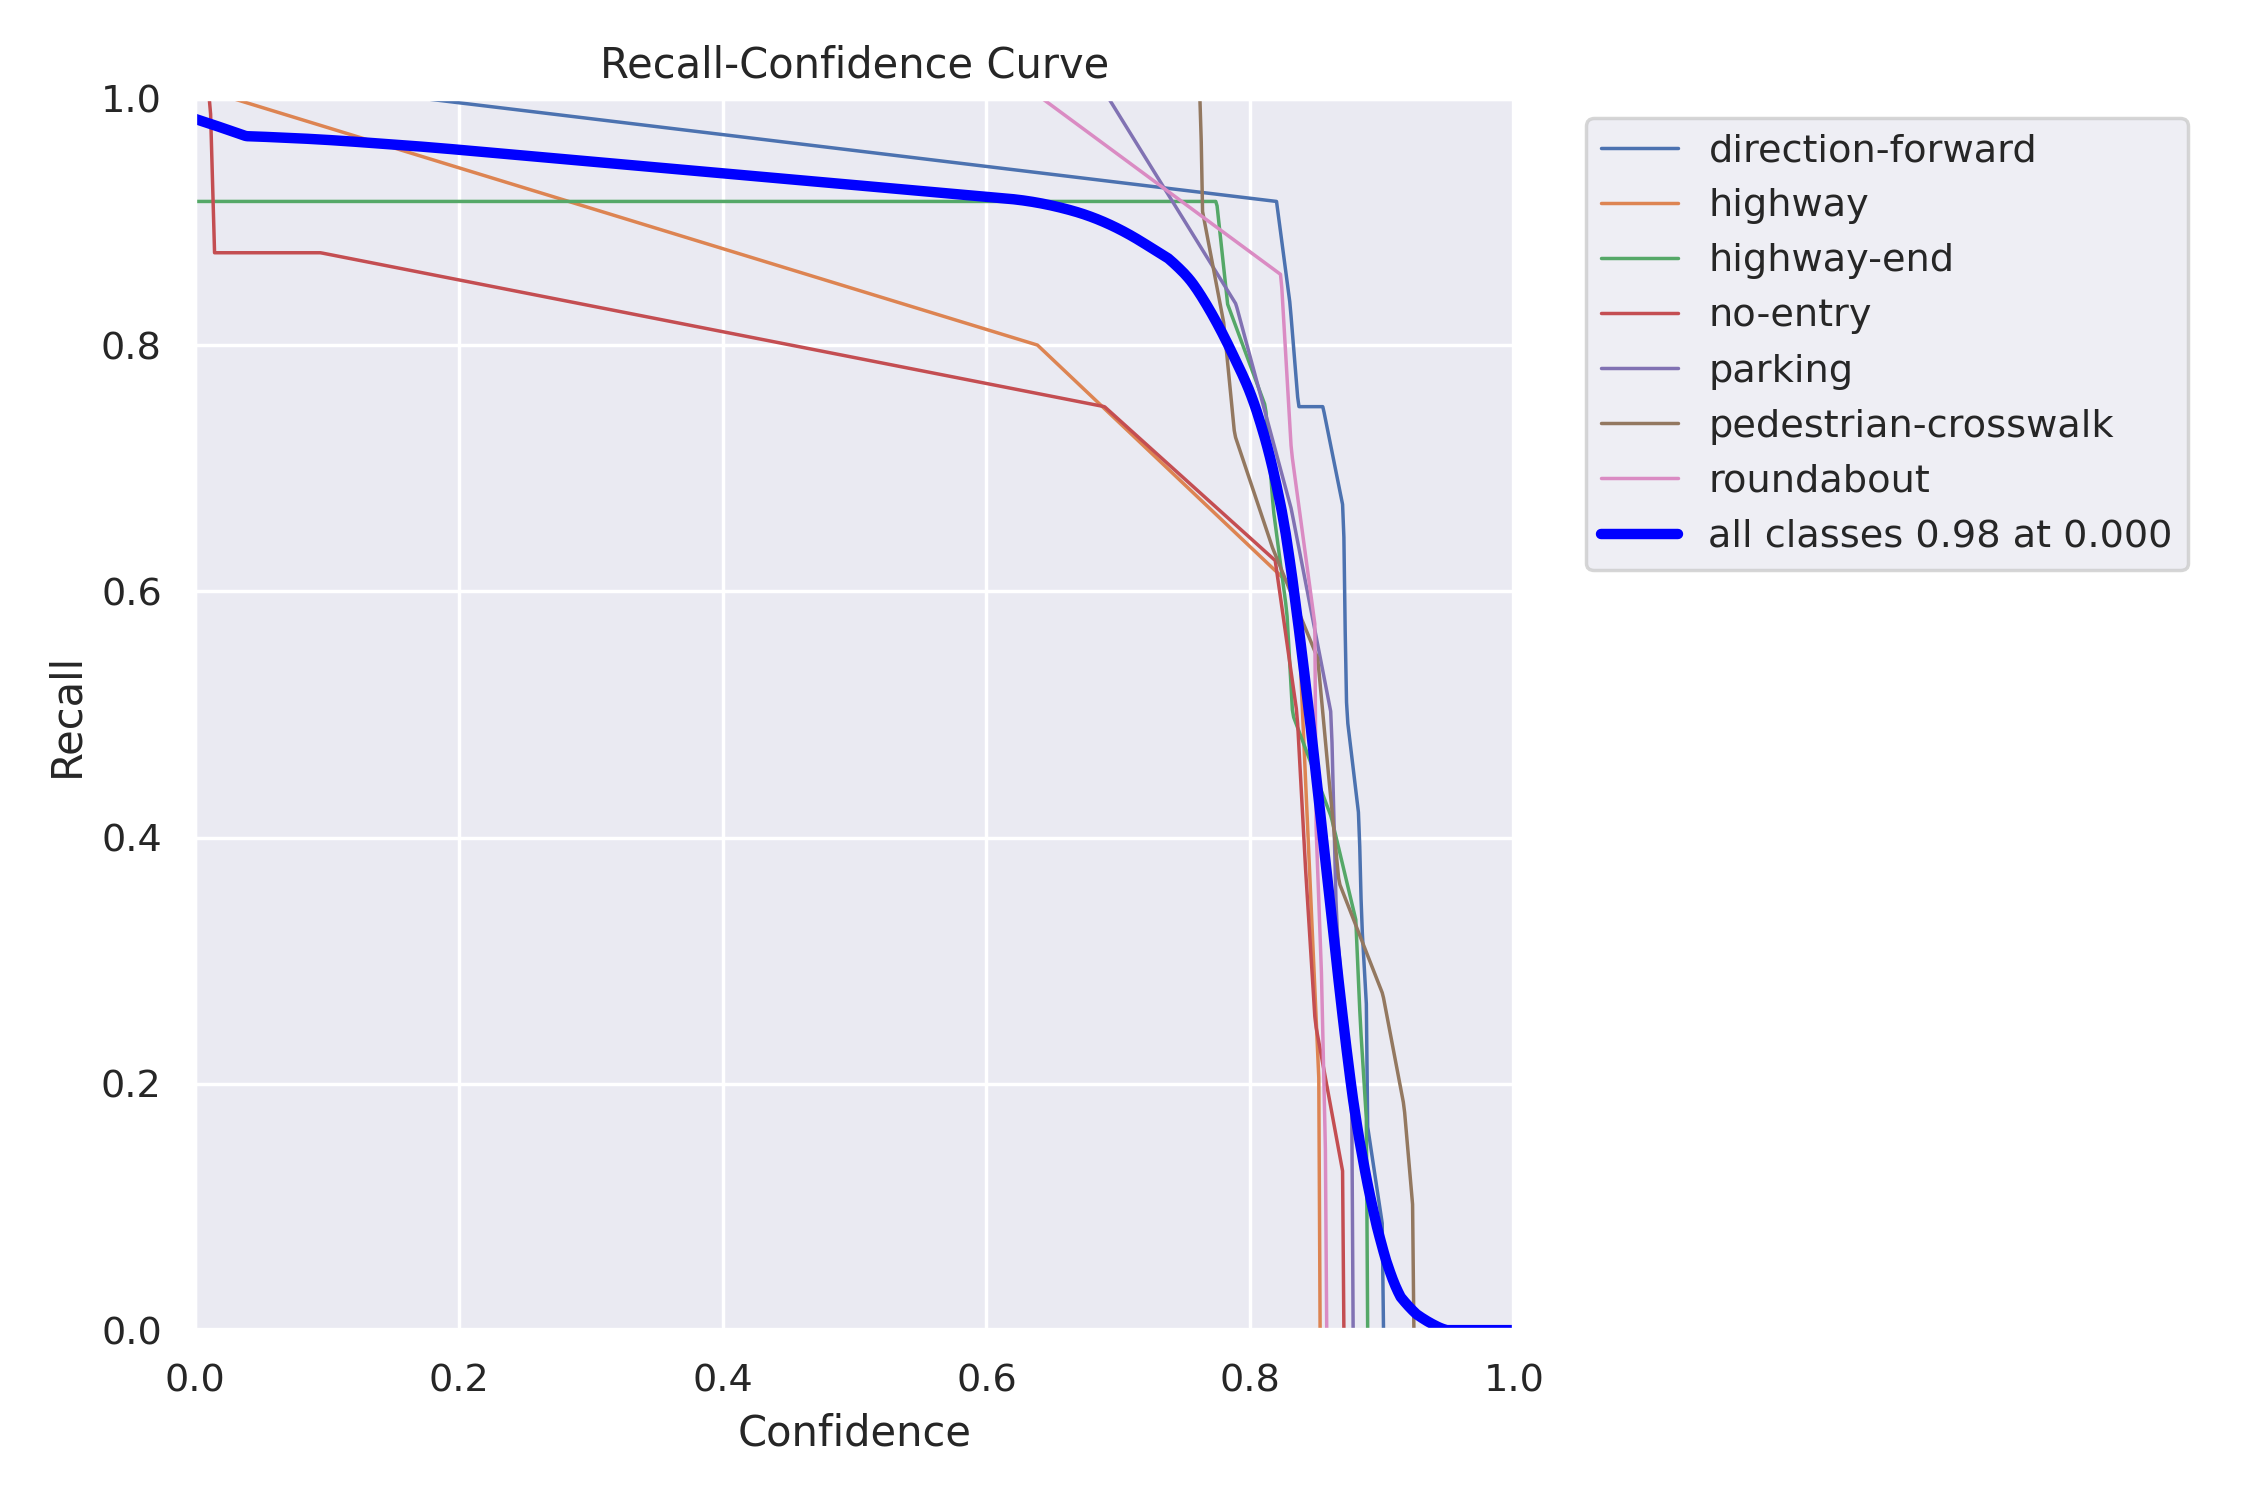 Recall-Confidence Curve
1.0
0.8
0.6
0.4
0.2
0.0
Recall
0.0 0.2 0.4 0.6 0.8 1.0
Confidence
direction-forward
highway
highway-end
no-entry
parking
pedestrian-crosswalk
roundabout
all classes 0.98 at 0.000